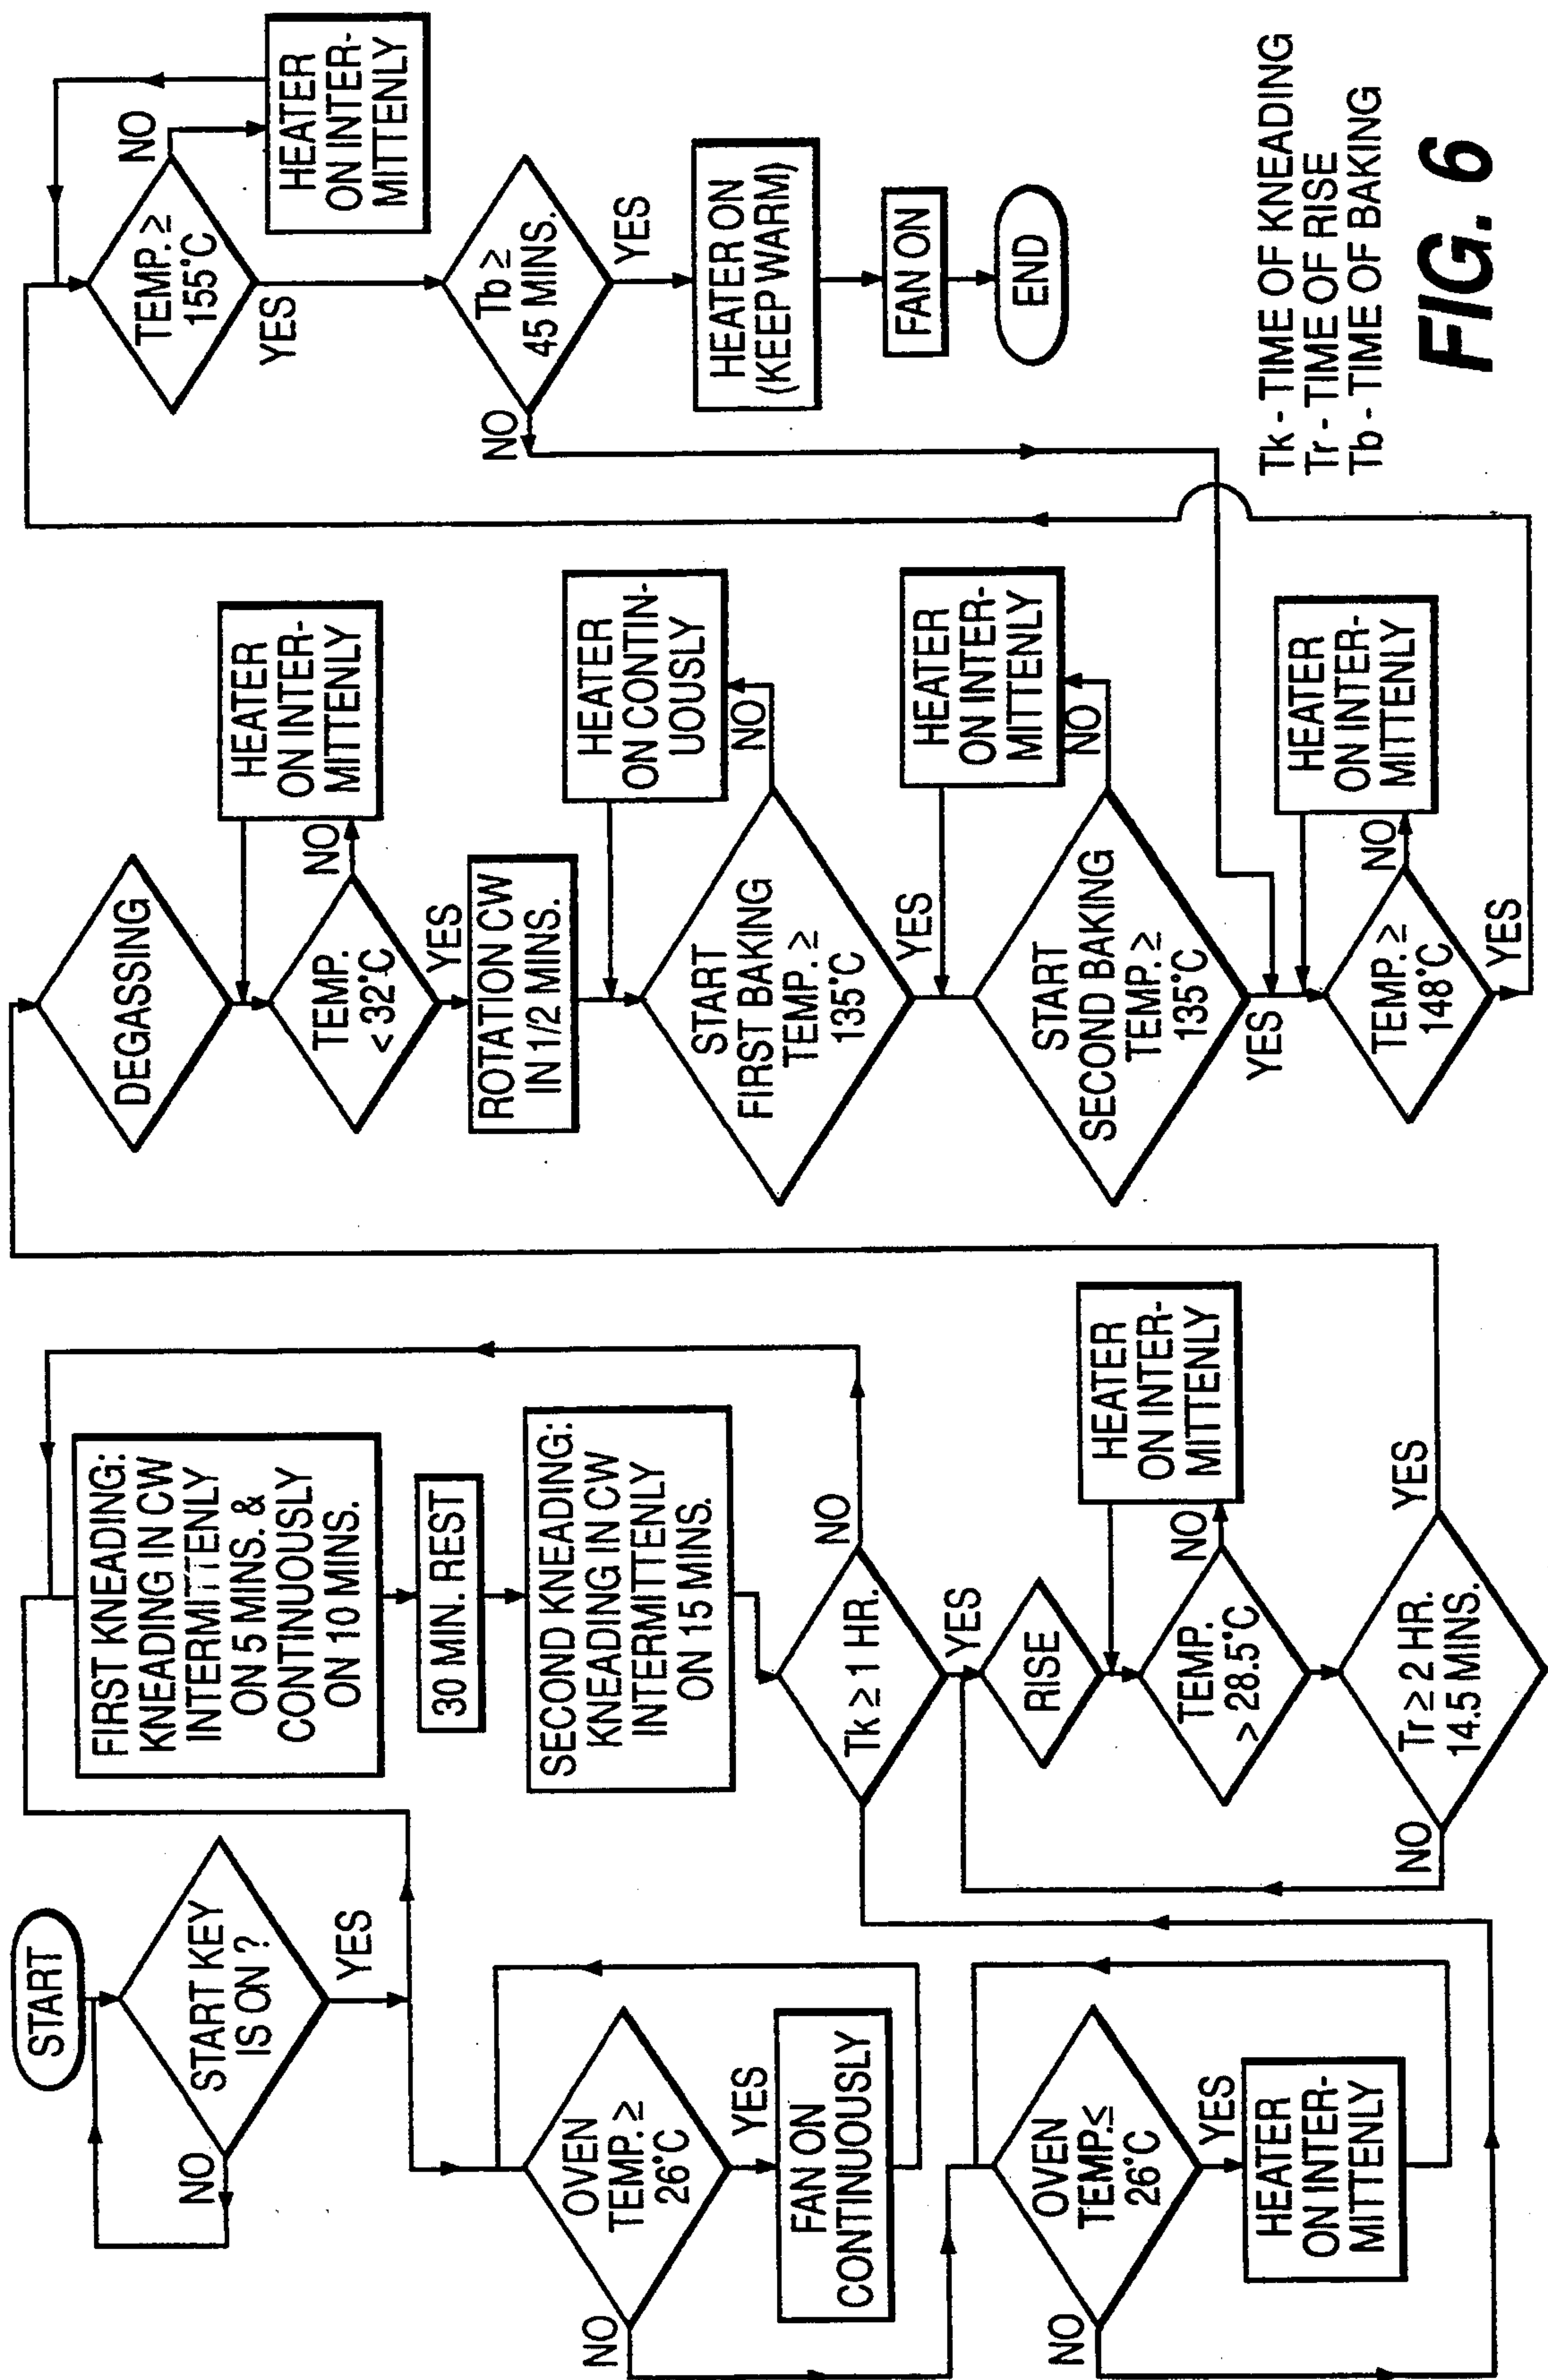 START
START KEY
IS ON ?
NO
YES
OVEN
TEMP. ≥
26°C
NO
YES
FAN ON
CONTINUOUSLY
OVEN
TEMP.≤
26°C
NO
YES
HEATER
ON INTER-
MITTENLY
FIRST KNEADING:
KNEADING IN CW
INTERMITTENLY
ON 5 MINS. &
CONTINUOUSLY
ON 10 MINS.
30 MIN. REST
SECOND KNEADING:
KNEADING IN CW
INTERMITTENLY
ON 15 MINS.
Tk ≥ 1 HR.
NO
YES
RISE
HEATER
ON INTER-
MITTENLY
TEMP.
> 28.5°C
NO
Tr ≥ 2 HR.
14.5 MINS.
NO
YES
DEGASSING
HEATER
ON INTER-
MITTENLY
TEMP.
< 32°C
NO
YES
ROTATION CW
IN 1/2 MINS.
HEATER
ON CONTIN-
UOUSLY
START
FIRST BAKING
TEMP. ≥
135°C
NO
YES
HEATER
ON INTER-
MITTENLY
START
SECOND BAKING
TEMP. ≥
135°C
NO
YES
HEATER
ON INTER-
MITTENLY
TEMP. ≥
148°C
NO
YES
TEMP. ≥
155°C
NO
YES
HEATER
ON INTER-
MITTENLY
Tb ≥
45 MINS.
NO
YES
HEATER ON
(KEEP WARM)
FAN ON
END
Tk - TIME OF KNEADING
Tr - TIME OF RISE
Tb - TIME OF BAKING
FIG. 6